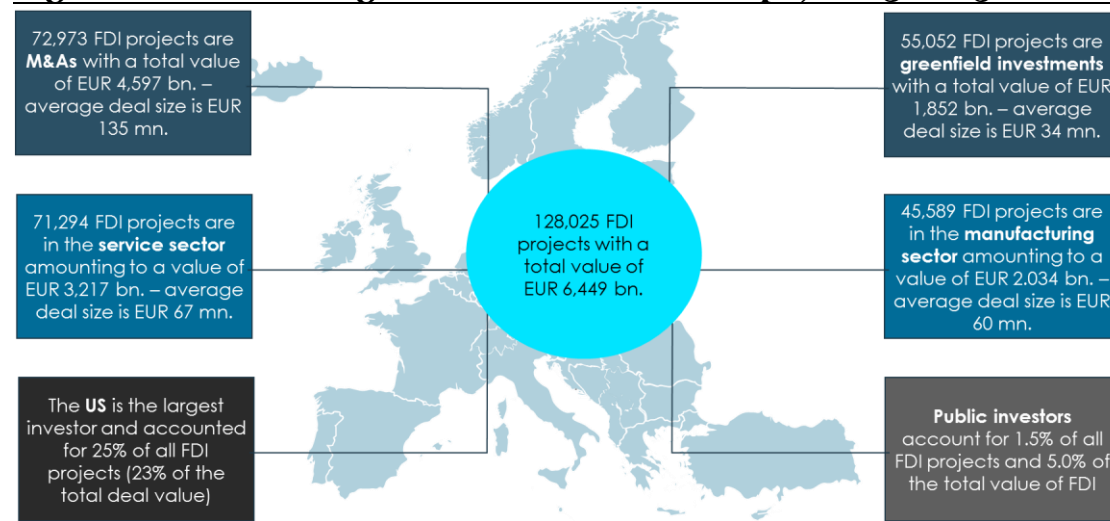 72,973 FDI projects are
M&As with a total value
of EUR 4,597 bn. – 
average deal size is EUR
135 mn.
55,052 FDI projects are
greenfield investments
with a total value of EUR
1,852 bn. – average
deal size is EUR 34 mn.
71,294 FDI projects are
in the service sector
amounting to a value of
EUR 3,217 bn. – average
deal size is EUR 67 mn.
128,025 FDI
projects with a
total value of
EUR 6,449 bn.
45,589 FDI projects are
in the manufacturing
sector amounting to a
value of EUR 2.034 bn. –
average deal size is EUR
60 mn.
The US is the largest
investor and accounted
for 25% of all FDI
projects (23% of the
total deal value)
Public investors
account for 1.5% of all
FDI projects and 5.0% of
the total value of FDI